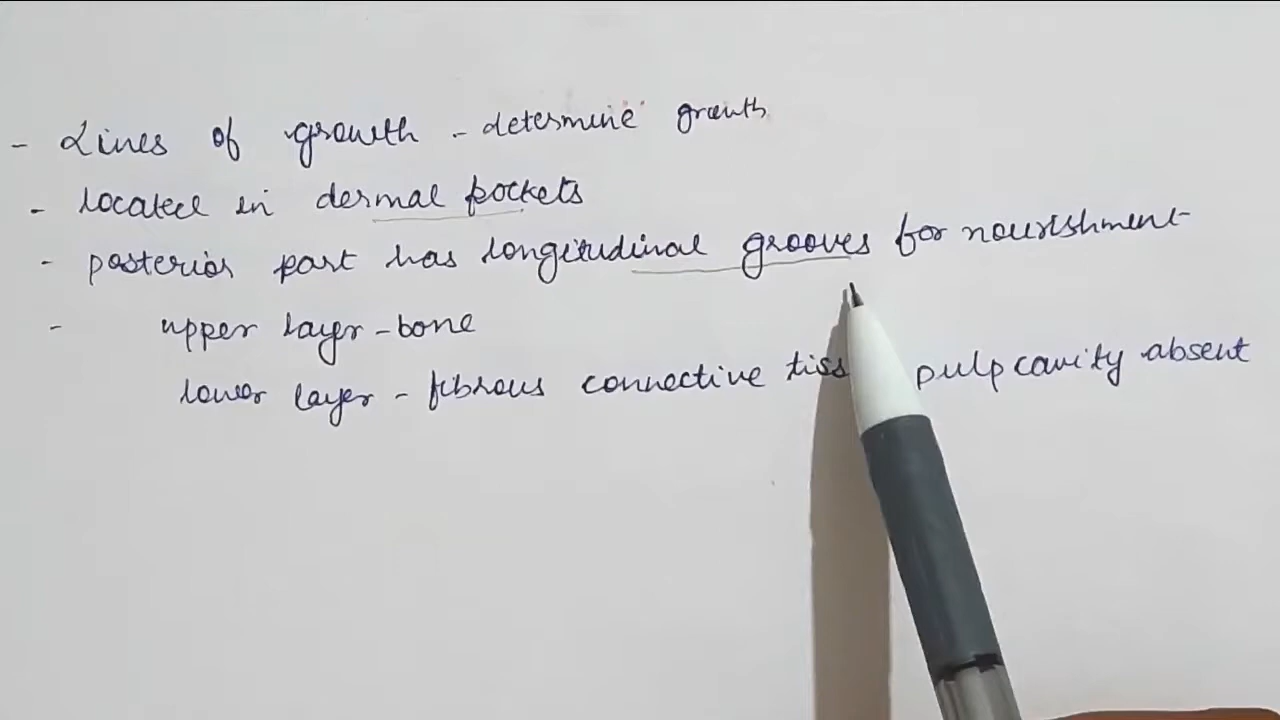 - Lines of growth - determine growth
- located in dermal pockets
- posterior part has longitudinal grooves for nourishment
- upper layr - bone
lower layer - fibrous connective tiss pulp cavity absent